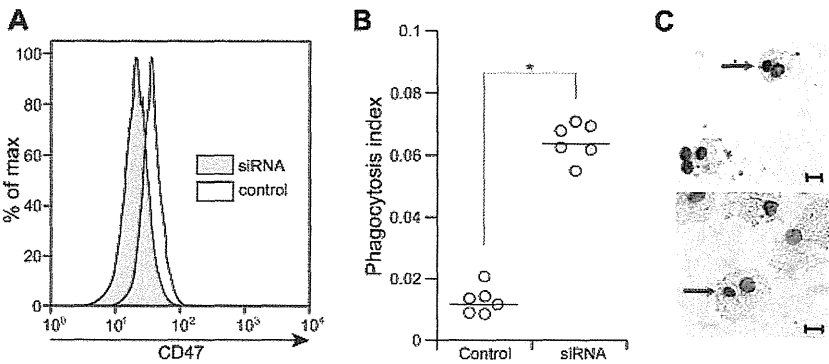 A
% of max
100
80
60
40
20
0
siRNA
control
10⁰
10¹
10²
10³
10⁴
CD47
B
Phagocytosis index
0.1
0.08
0.06
0.04
0.02
0
*
Control
siRNA
C